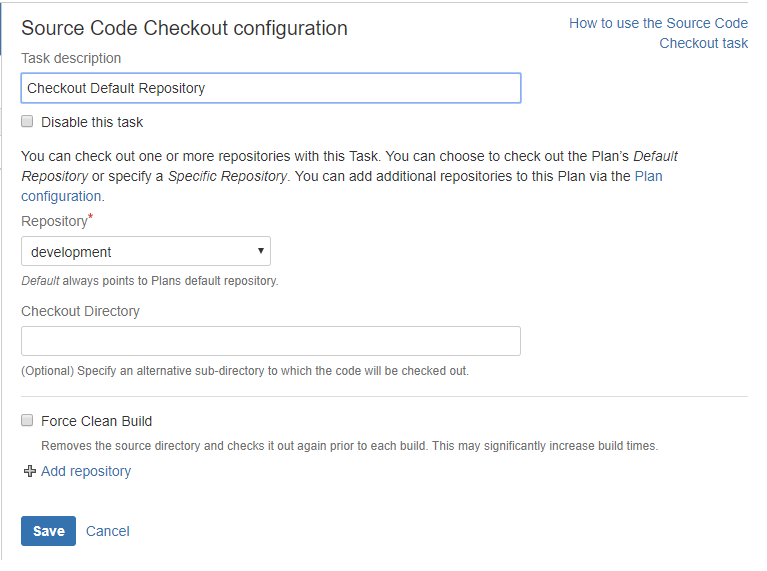 Source Code Checkout configuration
How to use the Source Code
Checkout task
Task description
Checkout Default Repository
Disable this task
You can check out one or more repositories with this Task. You can choose to check out the Plan's Default
Repository or specify a Specific Repository. You can add additional repositories to this Plan via the Plan
configuration.
Repository*
development
Default always points to Plans default repository.
Checkout Directory
(Optional) Specify an alternative sub-directory to which the code will be checked out.
Force Clean Build
Removes the source directory and checks it out again prior to each build. This may significantly increase build times.
Add repository
Save Cancel